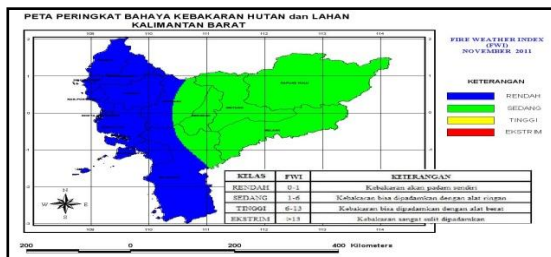 PETA PERINGKAT BAHAYA KEBAKARAN HUTAN dan LAHAN
KALIMANTAN BARAT
FIRE WEATHER INDEX
(FWI)
NOVEMBER 2011
KETERANGAN
RENDAH
SEDANG
TINGGI
EKSTRIM
KELAS FWI KETERANGAN
RENDAH 0-1 Kebakaran akan padam sendiri
SEDANG 1-6 Kebakaran bisa dipadamkan dengan alat ringan
TINGGI 6-13 Kebakaran bisa dipadamkan dengan alat berat
EKSTRIM >13 Kebakaran sangat sulit dipadamkan
N
W E
S
200 0 200 400 Kilometers